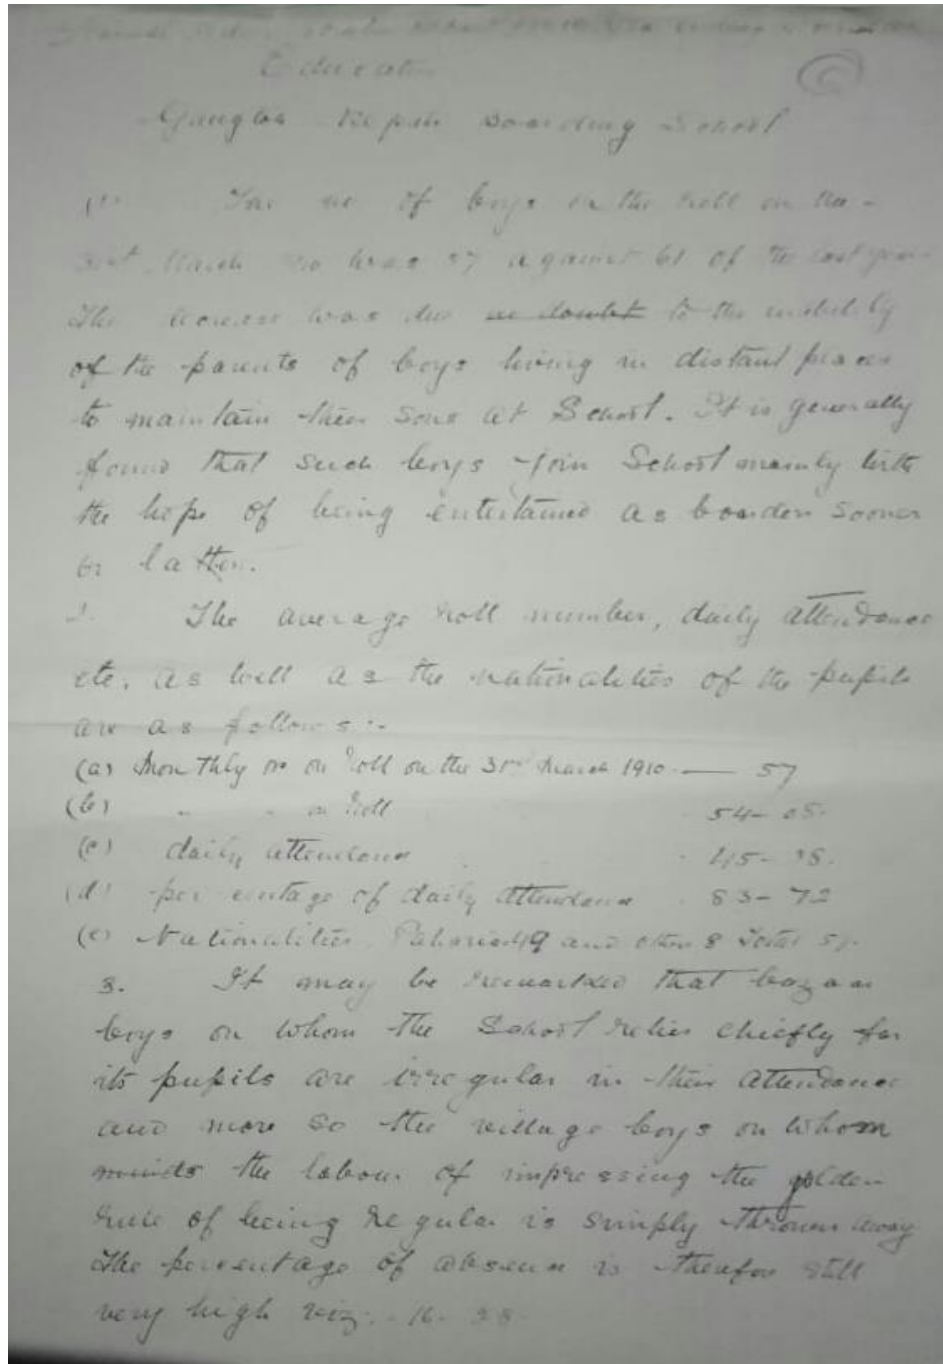 Education
Nepali Boarding School
(1) The no of boys on the roll on the
31st March was 57 against 61 of the last year
The decrease was due no doubt to the inability
of the parents of boys living in distant places
to maintain their sons at School. It is generally
found that such boys join School mainly with
the hope of being entertained as boarders sooner
or latter.
2. The average roll number, daily attendance
etc. as well as the nationalities of the pupils
are as follows:-
(a) Monthly no on roll on the 31st March 1910 — 57
(b) " " on roll 54-05.
(c) daily attendance 45-
(d) percentage of daily attendance 83-72
(e) Nationalities. Paharias 49 and others 8 Total 57.
3. It may be remarked that bazaar
boys on whom the School relies chiefly for
its pupils are irregular in their attendance
and more so the village boys on whom
minds the labour of impressing the golden
rule of being regular is simply thrown away
The percentage of absence is therefore still
very high viz. 16-28